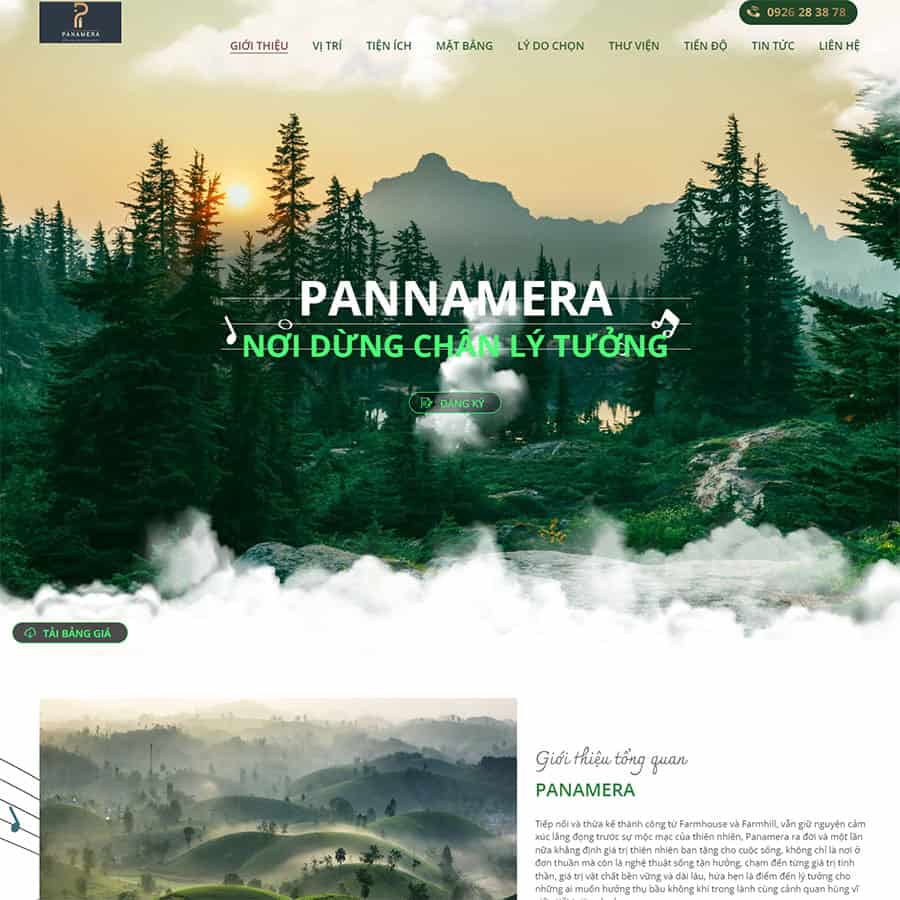 PANAMERA
0926 28 38 78
GIỚI THIỆU VỊ TRÍ TIỆN ÍCH MẶT BẰNG LÝ DO CHỌN THƯ VIỆN TIẾN ĐỘ TIN TỨC LIÊN HỆ
PANNAMERA
NƠI DỪNG CHÂN LÝ TƯỞNG
ĐĂNG KÝ
TẢI BẢNG GIÁ
Giới thiệu tổng quan
PANAMERA
Tiếp nối và thừa kế thành công từ Farmhouse và Farmhill, vẫn giữ nguyên cảm
xúc lắng đọng trước sự mộc mạc của thiên nhiên, Panamera ra đời và một lần
nữa khẳng định giá trị thiên nhiên ban tặng cho cuộc sống, không chỉ là nơi ở
đơn thuần mà còn là nghệ thuật sống tận hưởng, chạm đến từng giá trị tinh
thần, giá trị vật chất bền vững và dài lâu, hứa hẹn là điểm đến lý tưởng cho
những ai muốn hưởng thụ bầu không khí trong lành cùng cảnh quan hùng vĩ